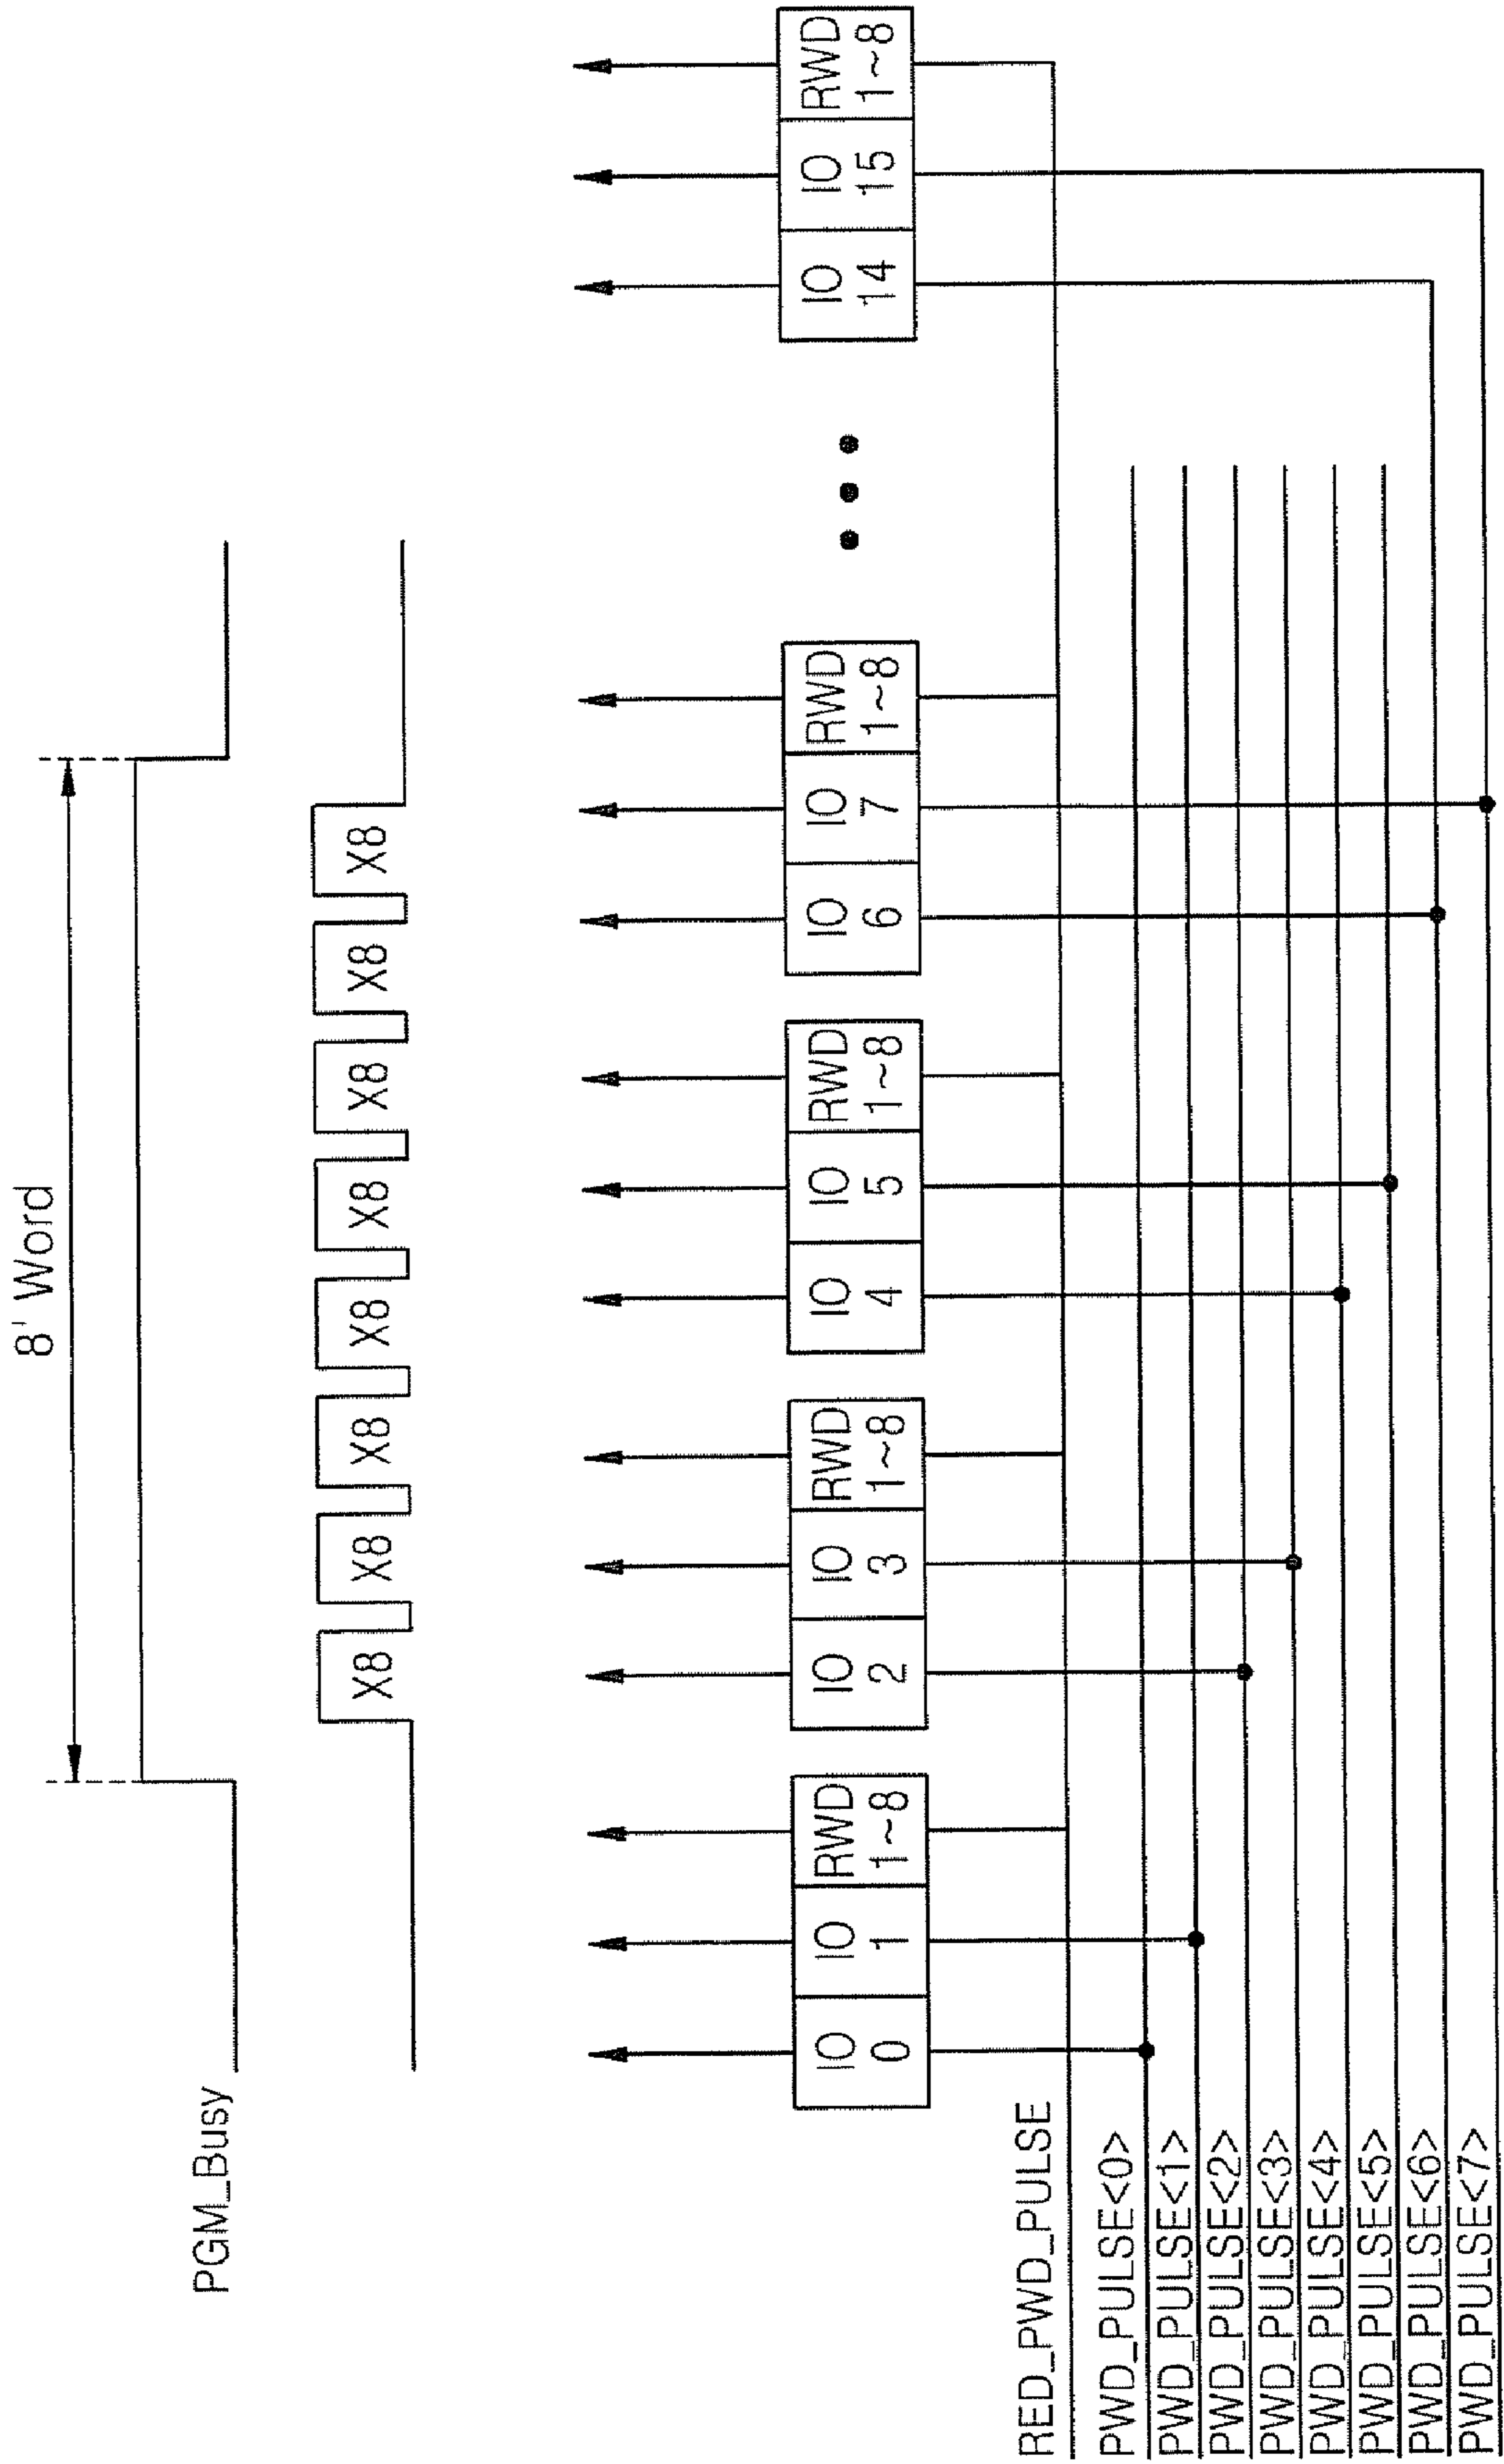 8' Word
PGM_Busy
X8 X8 X8 X8 X8 X8 X8 X8
IO 0
IO 1
RWD 1~8
IO 2
IO 3
RWD 1~8
IO 4
IO 5
RWD 1~8
IO 6
IO 7
RWD 1~8
IO 14
IO 15
RWD 1~8
RED_PWD_PULSE
PWD_PULSE<0>
PWD_PULSE<1>
PWD_PULSE<2>
PWD_PULSE<3>
PWD_PULSE<4>
PWD_PULSE<5>
PWD_PULSE<6>
PWD_PULSE<7>